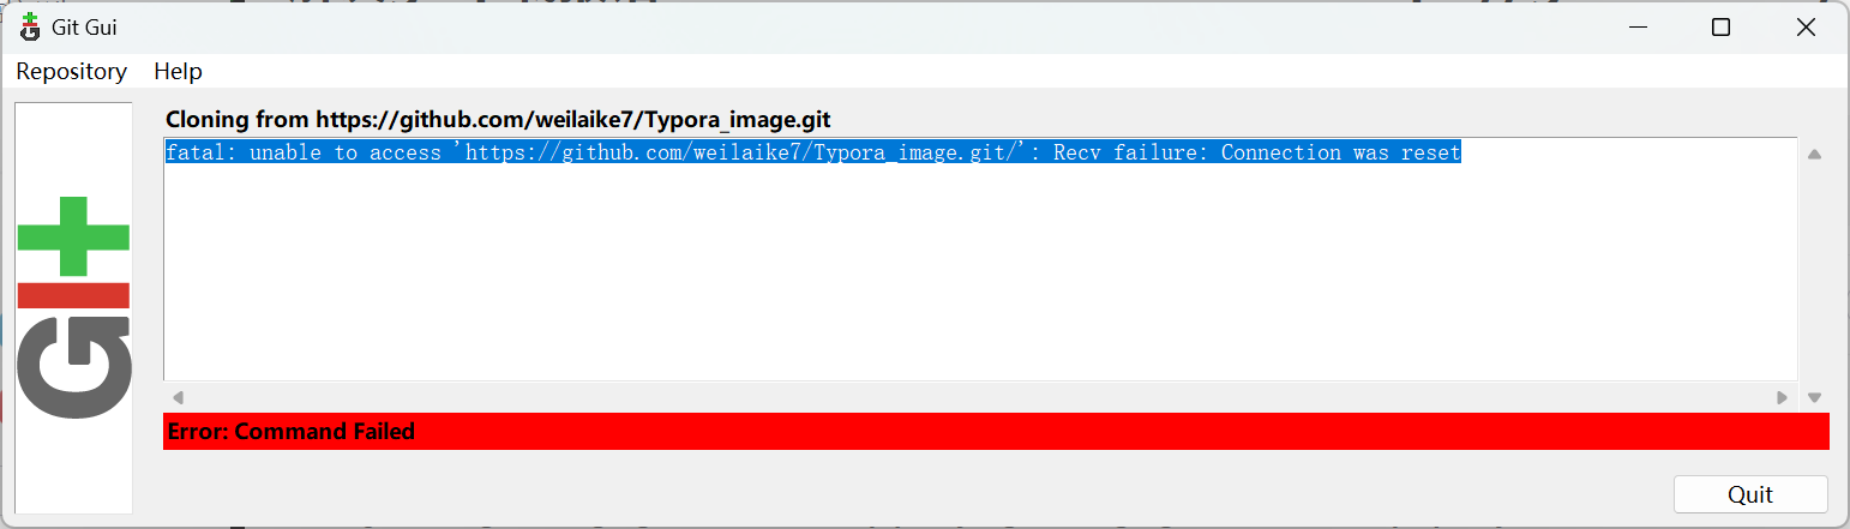 Git Gui
Repository Help
Cloning from https://github.com/weilaike7/Typora_image.git
fatal: unable to access 'https://github.com/weilaike7/Typora_image.git/': Recv failure: Connection was reset
GIT
Error: Command Failed
Quit